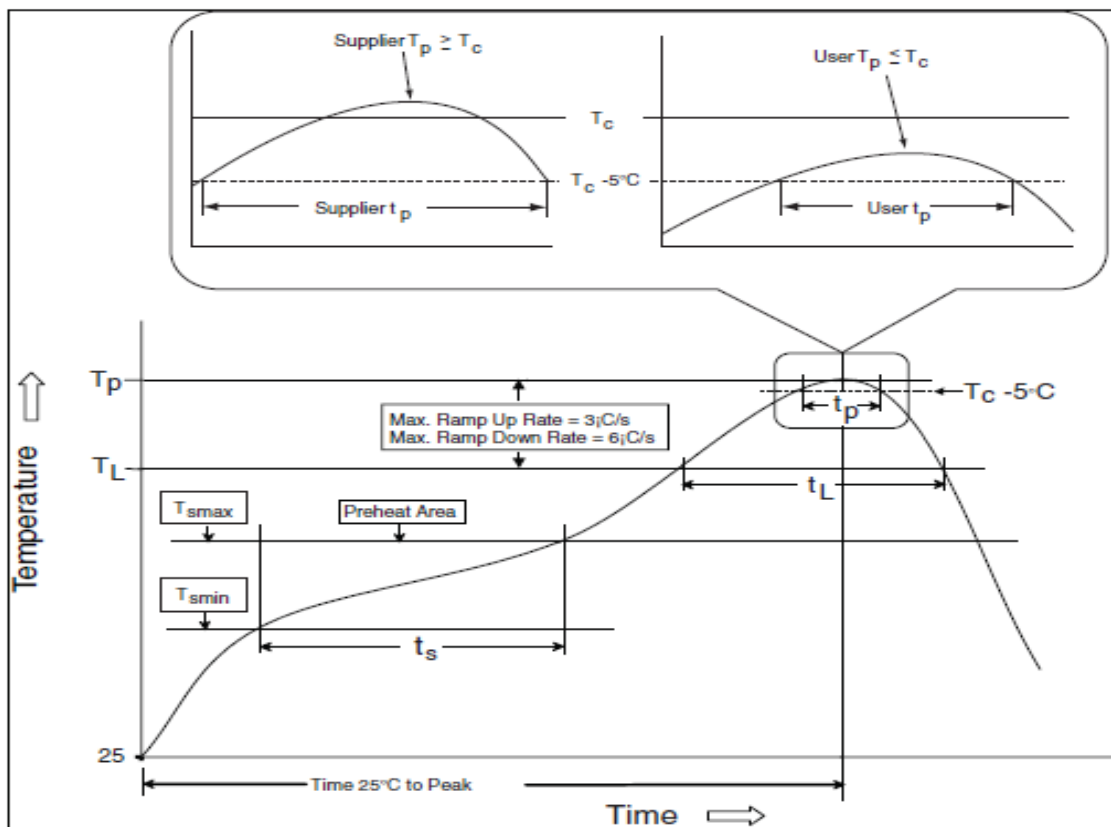 Supplier Tp ≥ Tc
User Tp ≤ Tc
Tc
Tc -5°C
Supplier tp
User tp
Tp
Tc -5°C
tp
Max. Ramp Up Rate = 3¡C/s
Max. Ramp Down Rate = 6¡C/s
TL
tL
Tsmax
Preheat Area
Tsmin
ts
Temperature
25
Time 25°C to Peak
Time